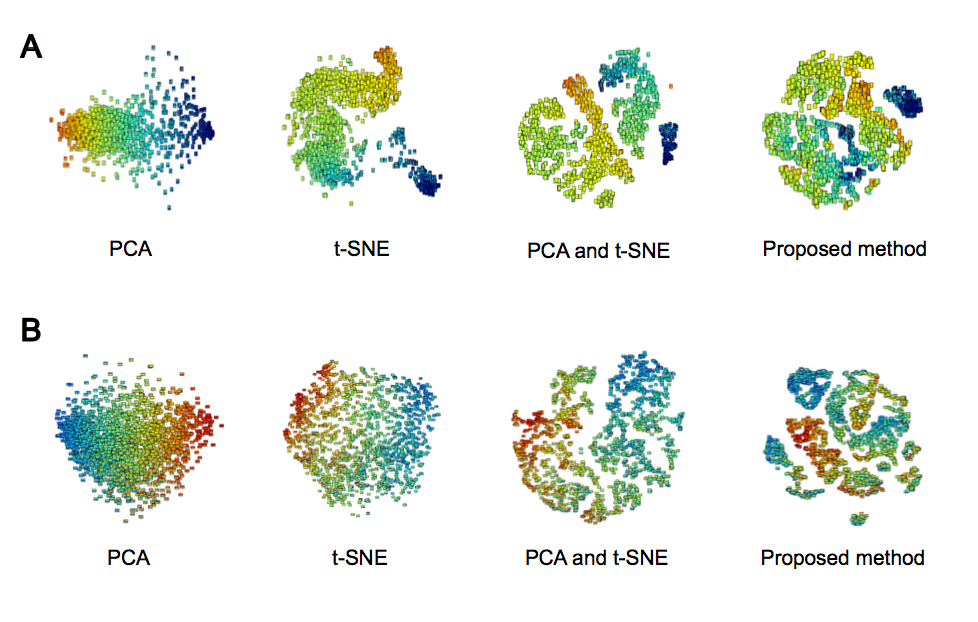 A
PCA
t-SNE
PCA and t-SNE
Proposed method
B
PCA
t-SNE
PCA and t-SNE
Proposed method